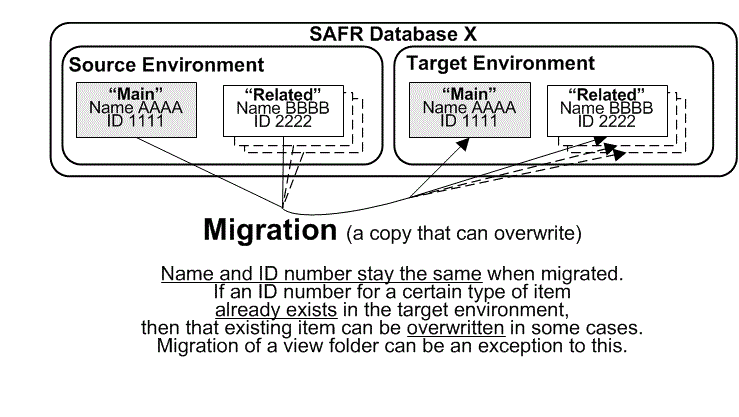 SAFR Database X
Source Environment
Target Environment
“Main”
Name AAAA
ID 1111
“Related”
Name BBBB
ID 2222
“Main”
Name AAAA
ID 1111
“Related”
Name BBBB
ID 2222
Migration (a copy that can overwrite)
Name and ID number stay the same when migrated.
If an ID number for a certain type of item
already exists in the target environment,
then that existing item can be overwritten in some cases.
Migration of a view folder can be an exception to this.